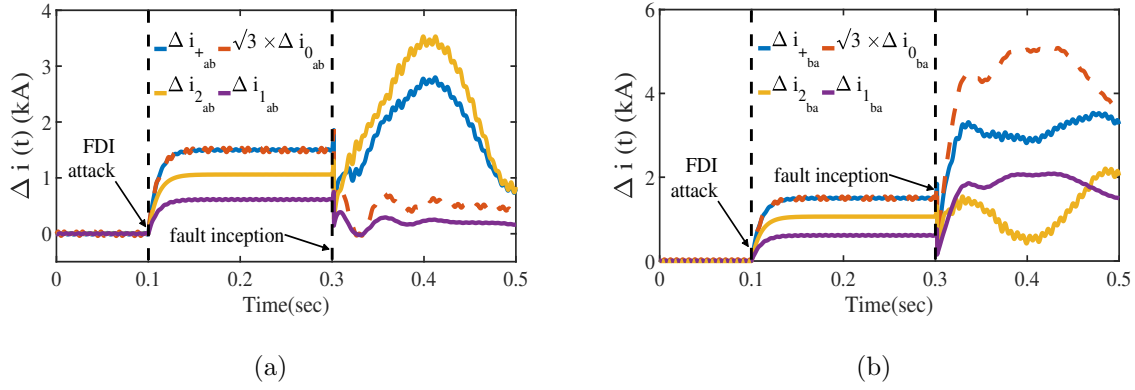 4
3
2
1
0
Δ i (t) (kA)
Δ i+ab √3 ×Δ i0ab
Δ i2ab Δ i1ab
FDI
attack
fault inception
0 0.1 0.2 0.3 0.4 0.5
Time(sec)
(a)
6
4
2
0
Δ i (t) (kA)
Δ i+ba √3 ×Δ i0ba
Δ i2ba Δ i1ba
fault inception
FDI
attack
0 0.1 0.2 0.3 0.4 0.5
Time(sec)
(b)